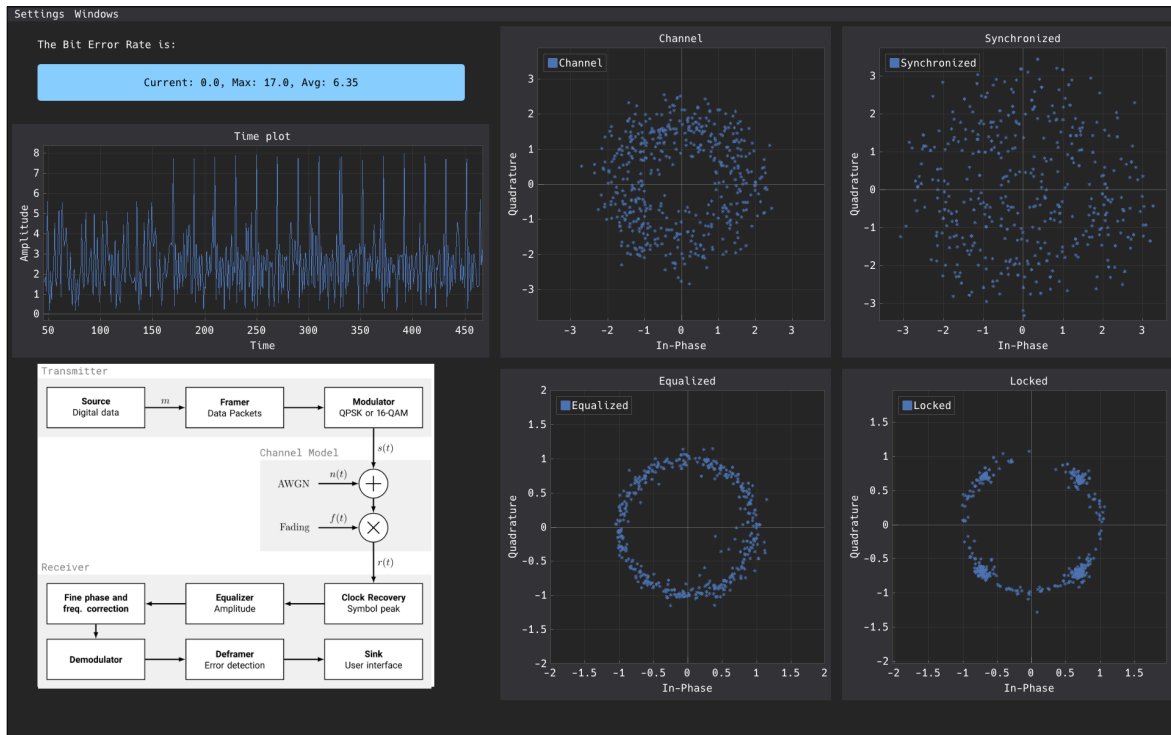 Settings Windows
The Bit Error Rate is:
Current: 0.0, Max: 17.0, Avg: 6.35
Time plot
Amplitude
8
7
6
5
4
3
2
1
0
50 100 150 200 250 300 350 400 450
Time
Channel
Channel
Quadrature
3
2
1
0
-1
-2
-3
-3 -2 -1 0 1 2 3
In-Phase
Synchronized
Synchronized
Quadrature
3
2
1
0
-1
-2
-3
-3 -2 -1 0 1 2 3
In-Phase
Transmitter
Source
Digital data
m
Framer
Data Packets
Modulator
QPSK or 16-QAM
s(t)
Channel Model
AWGN
n(t)
+
Fading
f(t)
×
r(t)
Receiver
Fine phase and
freq. correction
Equalizer
Amplitude
Clock Recovery
Symbol peak
Demodulator
Deframer
Error detection
Sink
User interface
Equalized
Equalized
Quadrature
2
1.5
1
0.5
0
-0.5
-1
-1.5
-2
-2 -1.5 -1 -0.5 0 0.5 1 1.5 2
In-Phase
Locked
Locked
Quadrature
1.5
1
0.5
0
-0.5
-1
-1.5
-2
-2 -1.5 -1 -0.5 0 0.5 1 1.5
In-Phase